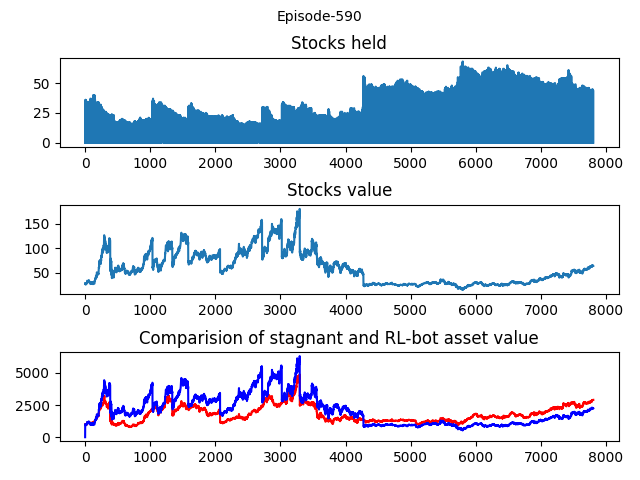 Episode-590
Stocks held
50
25
0
0 1000 2000 3000 4000 5000 6000 7000 8000
Stocks value
150
100
50
0 1000 2000 3000 4000 5000 6000 7000 8000
Comparision of stagnant and RL-bot asset value
5000
2500
0
0 1000 2000 3000 4000 5000 6000 7000 8000